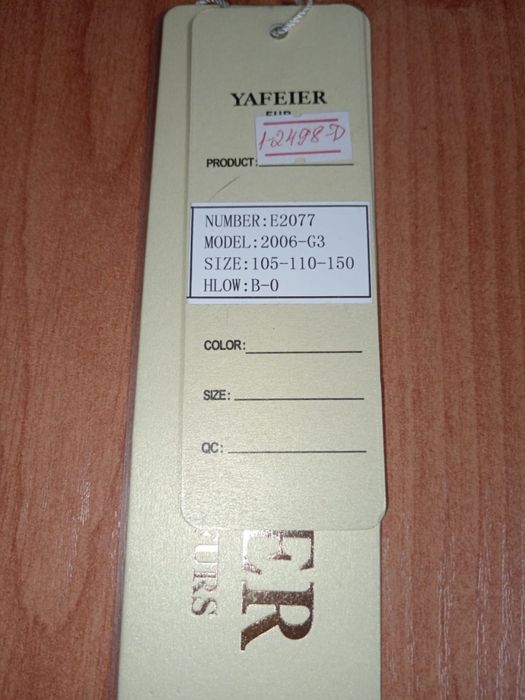 YAFEIER
1-2498-D
PRODUCT:
NUMBER:E2077
MODEL:2006-G3
SIZE:105-110-150
HLOW:B-0
COLOR:
SIZE:
QC:
ER
FURS